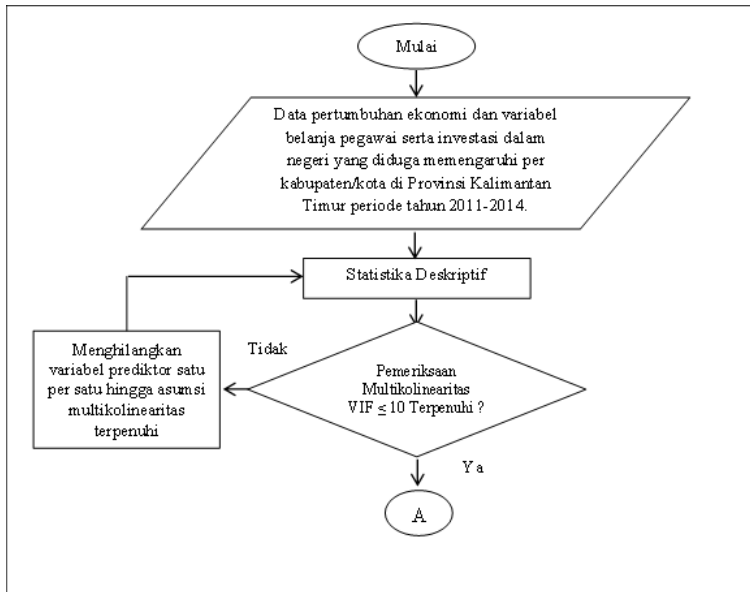 Mulai
Data pertumbuhan ekonomi dan variabel
belanja pegawai serta investasi dalam
negeri yang diduga memengaruhi per
kabupaten/kota di Provinsi Kalimantan
Timur periode tahun 2011-2014.
Statistika Deskriptif
Menghilangkan
variabel prediktor satu
per satu hingga asumsi
multikolinearitas
terpenuhi
Tidak
Pemeriksaan
Multikolinearitas
VIF ≤ 10 Terpenuhi ?
Ya
A